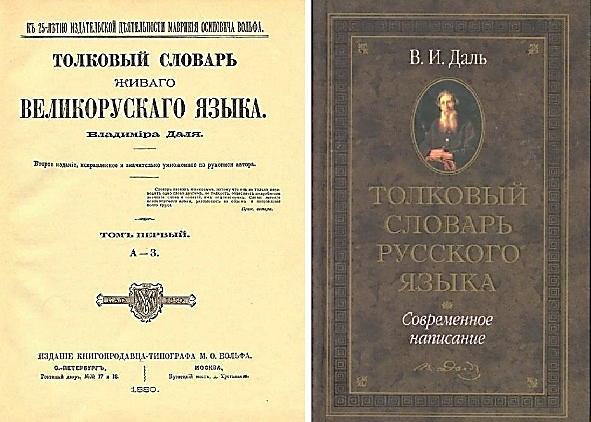 КЪ 25-ЛѢТІЮ ИЗДАТЕЛЬСКОЙ ДѢЯТЕЛЬНОСТИ МАВРИКІЯ ОСИПОВИЧА ВОЛЬФА.
ТОЛКОВЫЙ СЛОВАРЬ
ЖИВАГО
ВЕЛИКОРУСКАГО ЯЗЫКА.
Владиміра Даля.
Второе изданіе, исправленное и значительно умноженное по рукописи автора.
ТОМЪ ПЕРВЫЙ.
А—З.
ИЗДАНІЕ КНИГОПРОДАВЦА-ТИПОГРАФА М. О. ВОЛЬФА.
С.-ПЕТЕРБУРГЪ,
Гостиный дворъ, №№ 17 и 18.
МОСКВА,
Кузнецкій мостъ, д.
1880.
В. И. Даль
ТОЛКОВЫЙ
СЛОВАРЬ
РУССКОГО
ЯЗЫКА
Современное
написание